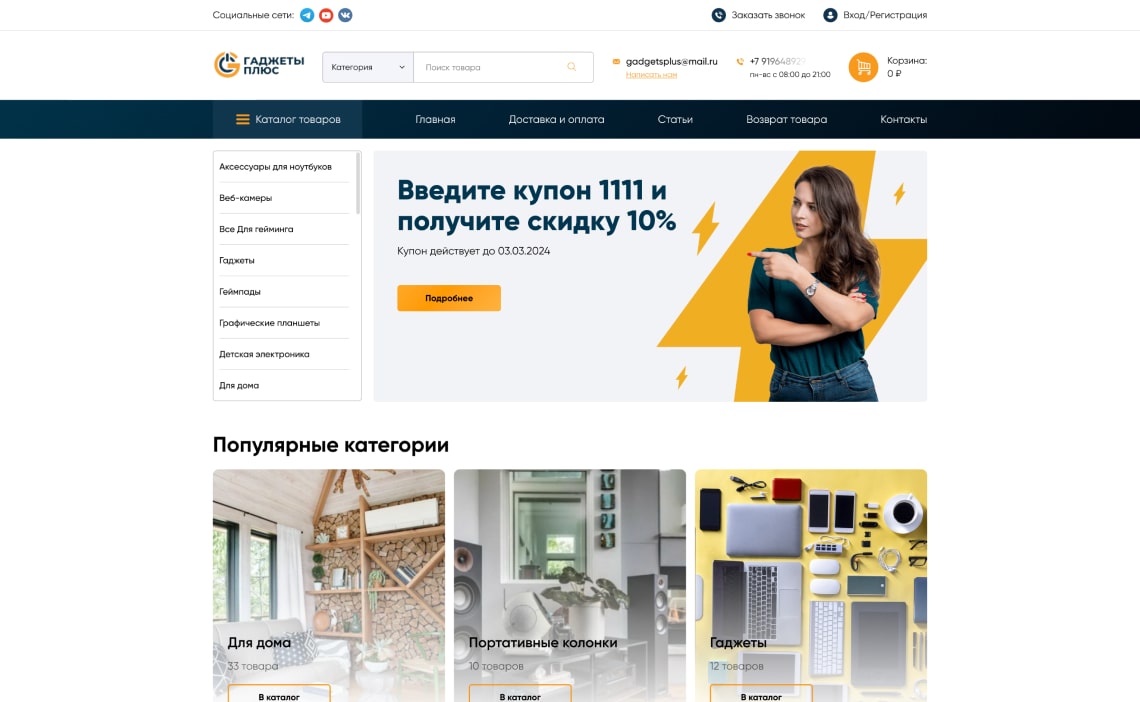 Социальные сети:
Заказать звонок
Вход/Регистрация
ГАДЖЕТЫ
ПЛЮС
Категория
Поиск товара
gadgetsplus@mail.ru
Написать нам
+7 919648927
пн-вс с 08:00 до 21:00
Корзина:
0 ₽
Каталог товаров
Главная
Доставка и оплата
Статьи
Возврат товара
Контакты
Аксессуары для ноутбуков
Веб-камеры
Все Для гейминга
Гаджеты
Геймпады
Графические планшеты
Детская электроника
Для дома
Введите купон 1111 и
получите скидку 10%
Купон действует до 03.03.2024
Подробнее
Популярные категории
Для дома
33 товара
В каталог
Портативные колонки
10 товаров
В каталог
Гаджеты
12 товаров
В каталог